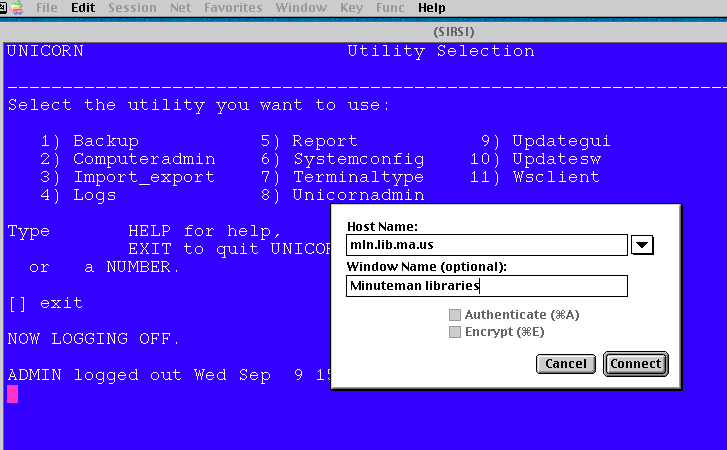 File Edit Session Net Favorites Window Key Func Help
(SIRSI)
UNICORN Utility Selection
Select the utility you want to use:
1) Backup 5) Report 9) Updategui
2) Computeradmin 6) Systemconfig 10) Updatesw
3) Import_export 7) Terminaltype 11) Wsclient
4) Logs 8) Unicornadmin
Type HELP for help,
EXIT to quit UNICOR
or a NUMBER.
[] exit
NOW LOGGING OFF.
ADMIN logged out Wed Sep 9 15
Host Name:
mln.lib.ma.us
Window Name (optional):
Minuteman libraries
Authenticate (⌘A)
Encrypt (⌘E)
Cancel Connect